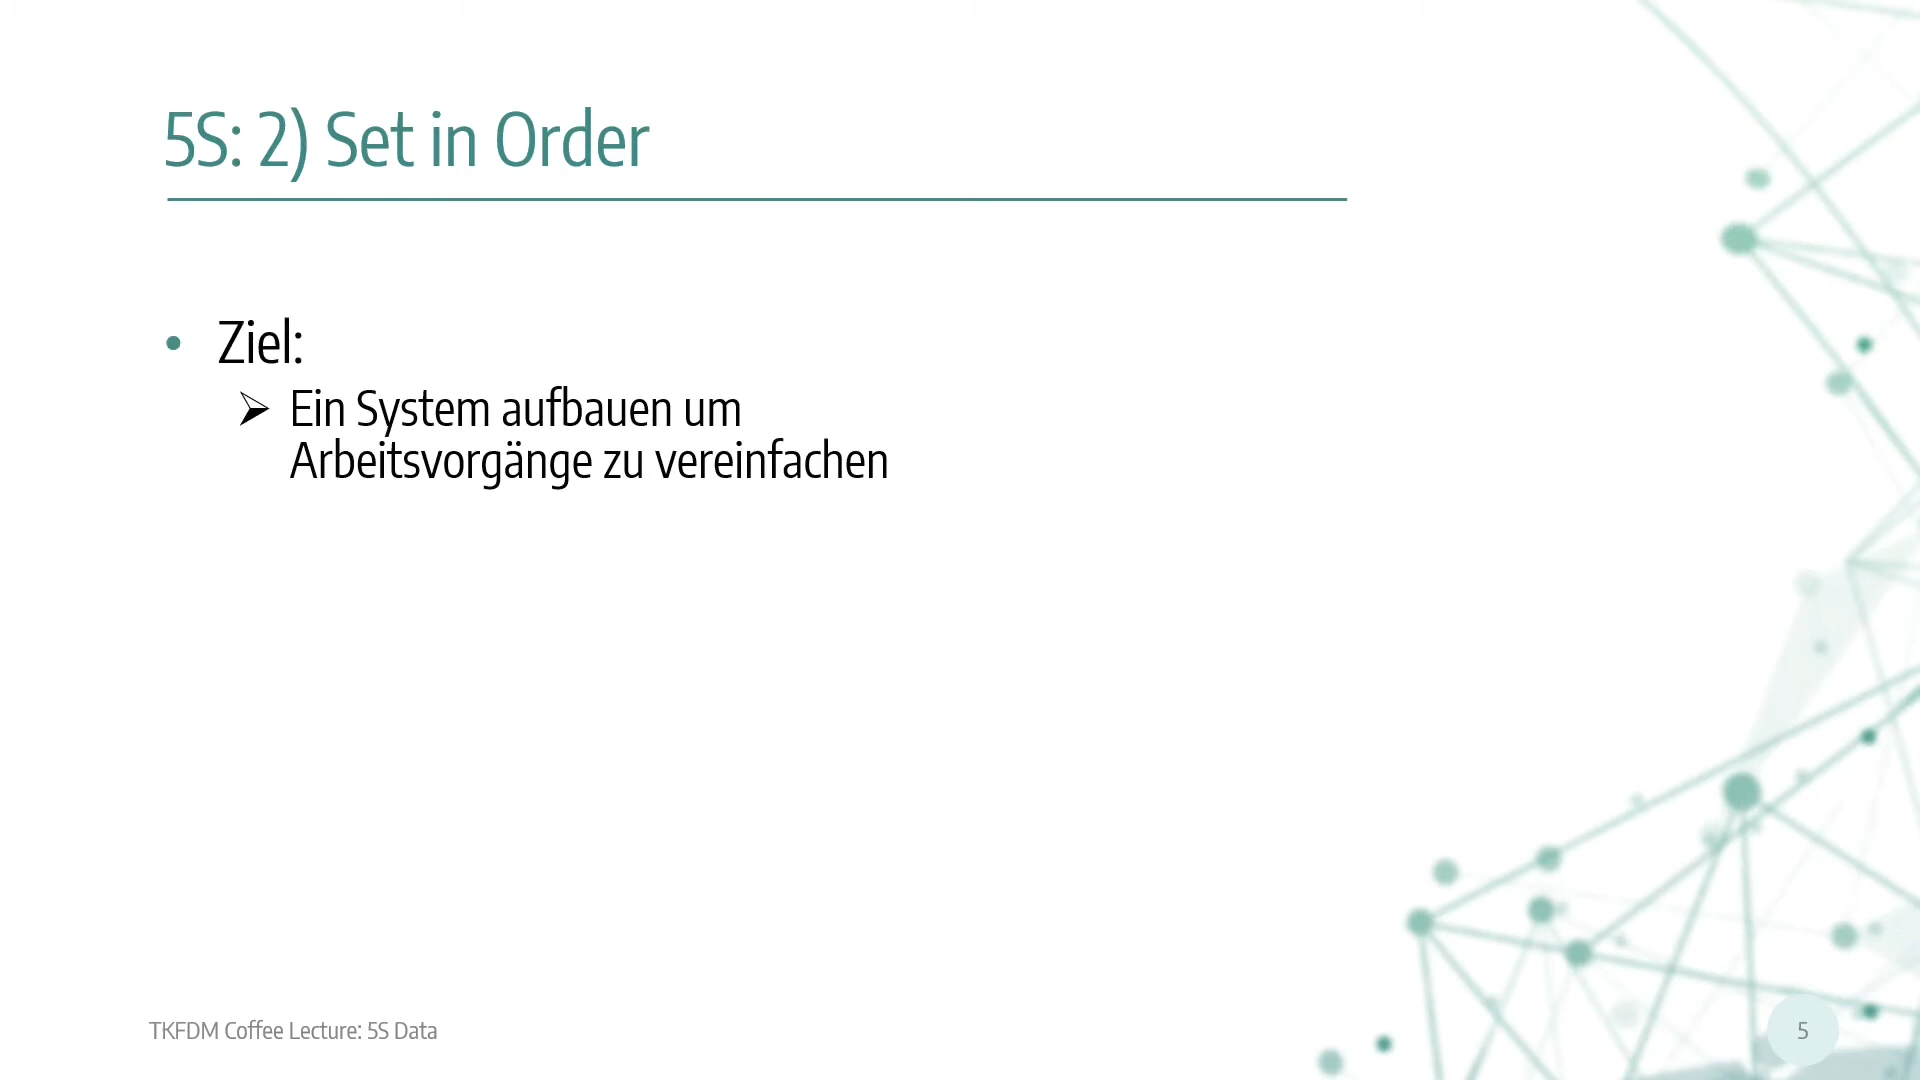 5S: 2) Set in Order
• Ziel:
➢ Ein System aufbauen um
Arbeitsvorgänge zu vereinfachen
TKFDM Coffee Lecture: 5S Data
5